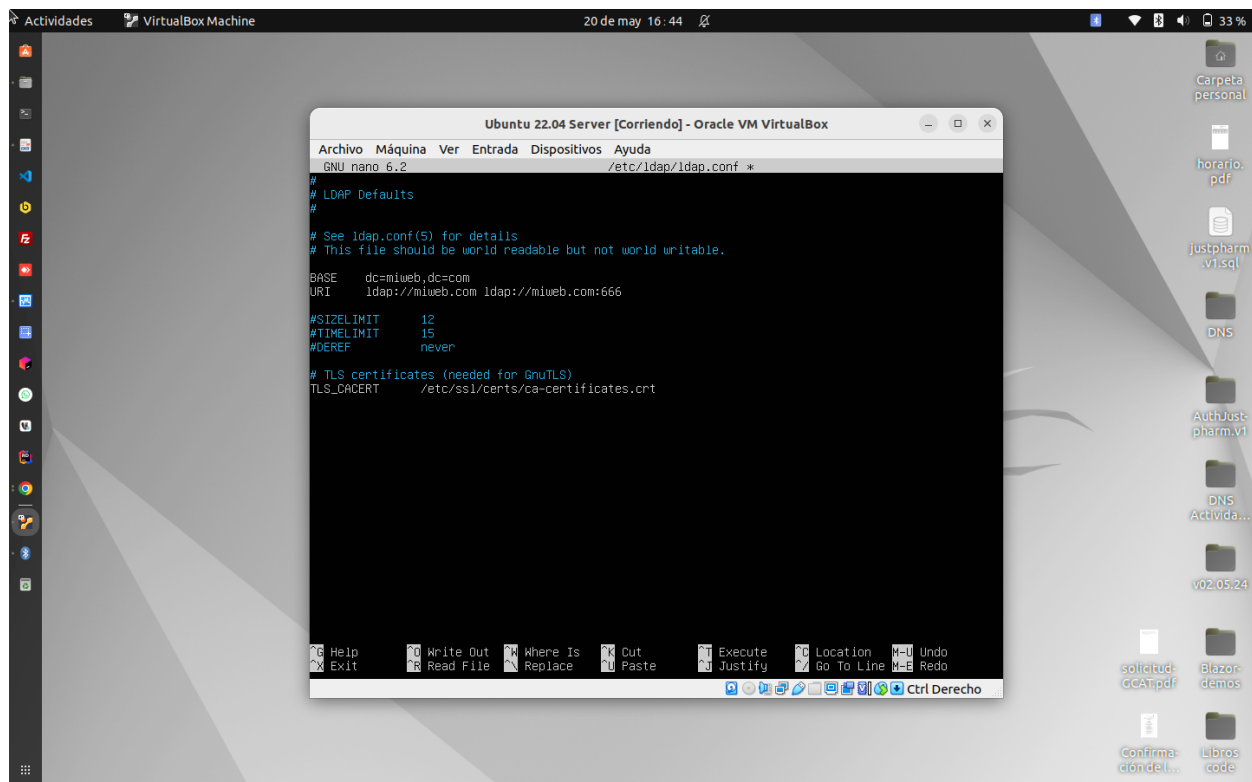 Actividades VirtualBox Machine 20 de may 16:44 33 %
Carpeta
personal
horario.
pdf
justpharm
.v1.sql
DNS
AuthJust-
pharm.v1
DNS
Activida...
v02.05.24
solicitud-
GCAT.pdf
Blazor-
demos
Confirma-
ción de l...
Libros
code
Ubuntu 22.04 Server [Corriendo] - Oracle VM VirtualBox
Archivo Máquina Ver Entrada Dispositivos Ayuda
GNU nano 6.2 /etc/ldap/ldap.conf *
#
# LDAP Defaults
#
# See ldap.conf(5) for details
# This file should be world readable but not world writable.
BASE dc=miweb,dc=com
URI ldap://miweb.com ldap://miweb.com:666
#SIZELIMIT 12
#TIMELIMIT 15
#DEREF never
# TLS certificates (needed for GnuTLS)
TLS_CACERT /etc/ssl/certs/ca-certificates.crt
^G Help ^O Write Out ^W Where Is ^K Cut ^T Execute ^C Location M-U Undo
^X Exit ^R Read File ^\ Replace ^U Paste ^J Justify ^/ Go To Line M-E Redo
Ctrl Derecho